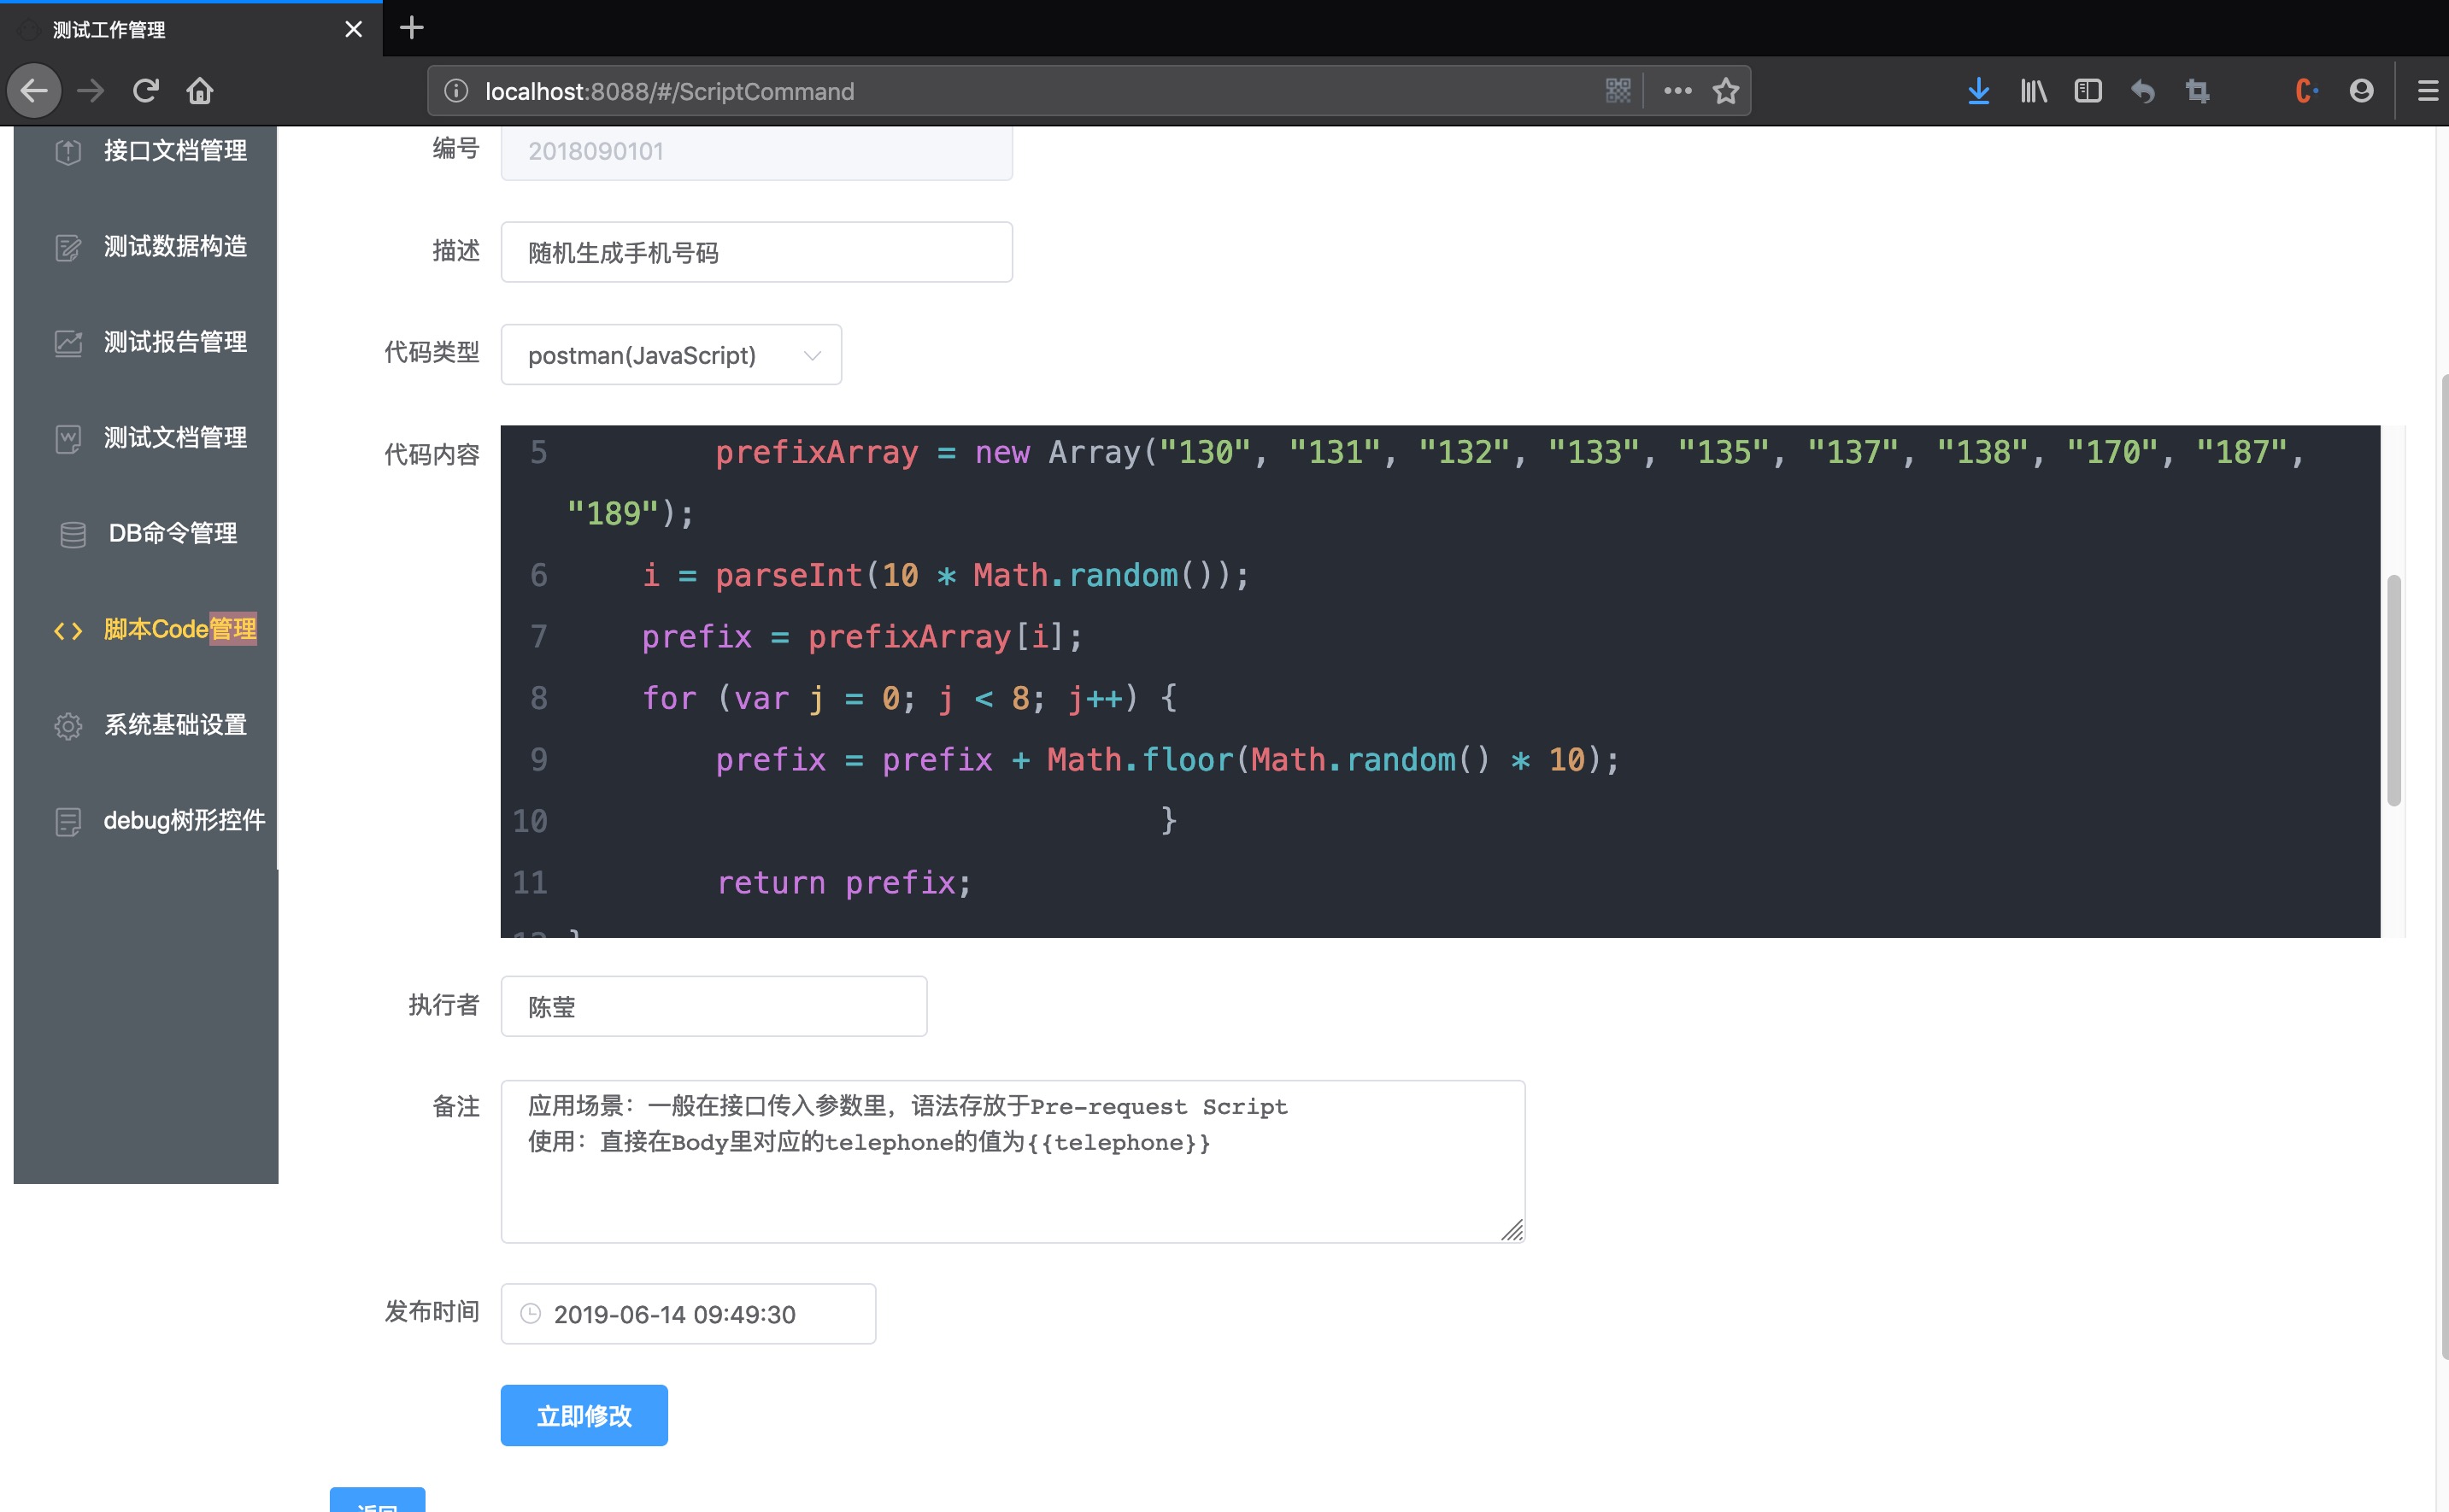 测试工作管理
localhost:8088/#/ScriptCommand
接口文档管理
测试数据构造
测试报告管理
测试文档管理
DB命令管理
脚本Code管理
系统基础设置
debug树形控件
编号
2018090101
描述
随机生成手机号码
代码类型
postman(JavaScript)
代码内容
5 prefixArray = new Array("130", "131", "132", "133", "135", "137", "138", "170", "187",
"189");
6 i = parseInt(10 * Math.random());
7 prefix = prefixArray[i];
8 for (var j = 0; j < 8; j++) {
9 prefix = prefix + Math.floor(Math.random() * 10);
10 }
11 return prefix;
12 }
执行者
陈莹
备注
应用场景：一般在接口传入参数里，语法存放于Pre-request Script
使用：直接在Body里对应的telephone的值为{{telephone}}
发布时间
2019-06-14 09:49:30
立即修改
返回